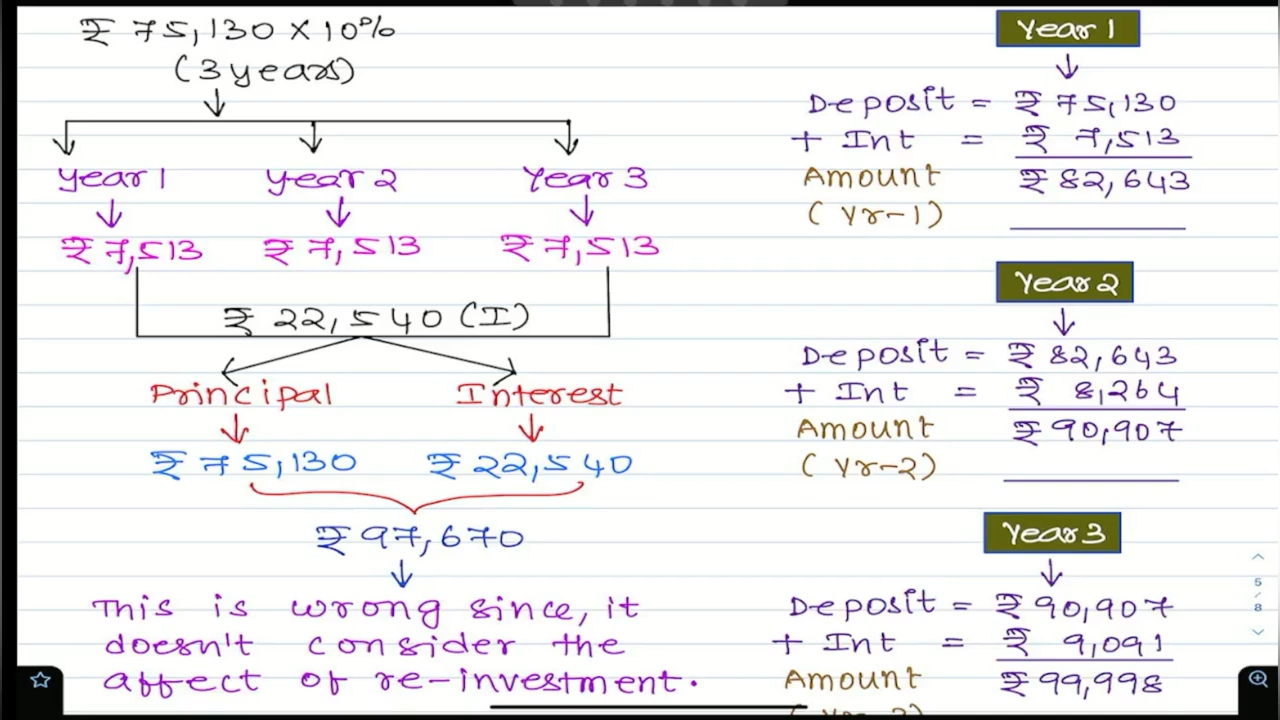 ₹ 75,130 × 10%
(3 years)
Year 1 Year 2 Year 3
₹ 7,513 ₹ 7,513 ₹ 7,513
₹ 22,540 (I)
Principal Interest
₹ 75,130 ₹ 22,540
₹ 97,670
This is wrong since, it
doesn't consider the
affect of re-investment.
Year 1
Deposit = ₹ 75,130
+ Int = ₹ 7,513
Amount ₹ 82,643
(Yr-1)
Year 2
Deposit = ₹ 82,643
+ Int = ₹ 8,264
Amount ₹ 90,907
(Yr-2)
Year 3
Deposit = ₹ 90,907
+ Int = ₹ 9,091
Amount ₹ 99,998
5
/
8